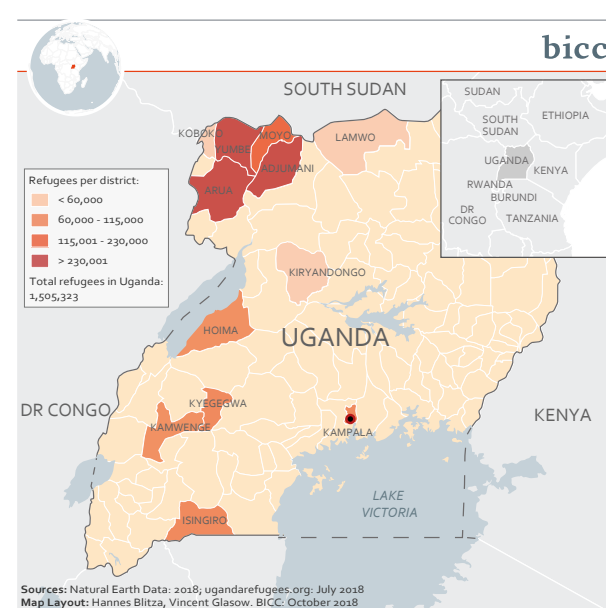 bicc
SOUTH SUDAN
SUDAN
ETHIOPIA
SOUTH
SUDAN
UGANDA
KENYA
RWANDA
BURUNDI
DR
CONGO
TANZANIA
KOBOKO
YUMBE
MOYO
ADJUMANI
ARUA
LAMWO
Refugees per district:
< 60,000
60,000 - 115,000
115,001 - 230,000
> 230,001
Total refugees in Uganda:
1,505,323
KIRYANDONGO
HOIMA
UGANDA
DR CONGO
KYEGEGWA
KAMWENGE
KAMPALA
KENYA
LAKE
VICTORIA
ISINGIRO
Sources: Natural Earth Data: 2018; ugandarefugees.org: July 2018
Map Layout: Hannes Blitza, Vincent Glasow. BICC: October 2018